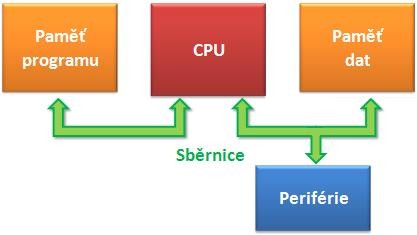 Paměť
programu
CPU
Paměť
dat
Sběrnice
Periférie